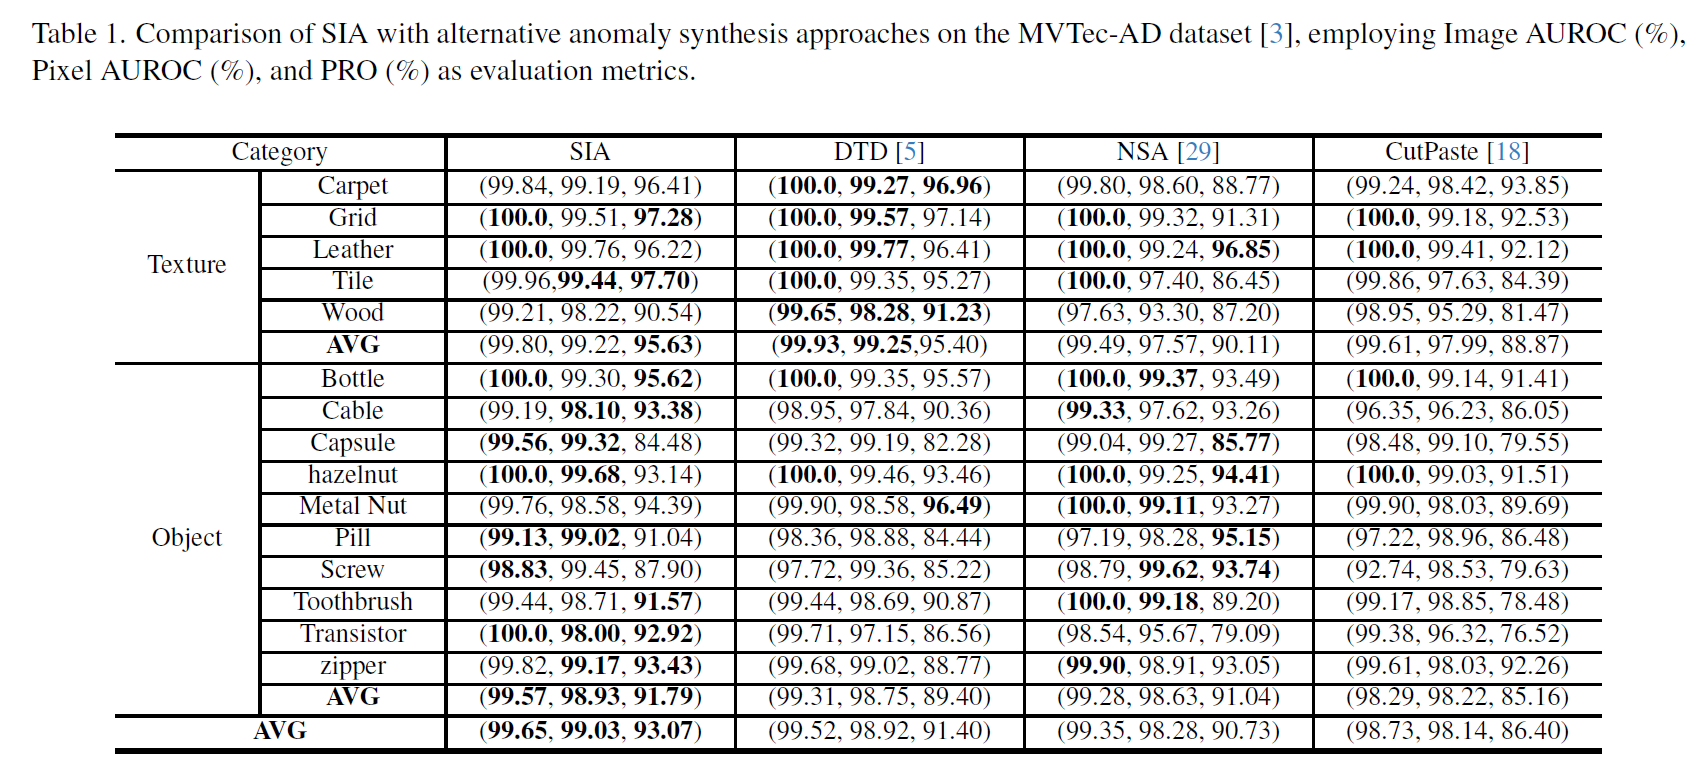 Table 1. Comparison of SIA with alternative anomaly synthesis approaches on the MVTec-AD dataset [3], employing Image AUROC (%),
Pixel AUROC (%), and PRO (%) as evaluation metrics.
Category SIA DTD [5] NSA [29] CutPaste [18]
Texture
Carpet (99.84, 99.19, 96.41) (100.0, 99.27, 96.96) (99.80, 98.60, 88.77) (99.24, 98.42, 93.85)
Grid (100.0, 99.51, 97.28) (100.0, 99.57, 97.14) (100.0, 99.32, 91.31) (100.0, 99.18, 92.53)
Leather (100.0, 99.76, 96.22) (100.0, 99.77, 96.41) (100.0, 99.24, 96.85) (100.0, 99.41, 92.12)
Tile (99.96,99.44, 97.70) (100.0, 99.35, 95.27) (100.0, 97.40, 86.45) (99.86, 97.63, 84.39)
Wood (99.21, 98.22, 90.54) (99.65, 98.28, 91.23) (97.63, 93.30, 87.20) (98.95, 95.29, 81.47)
AVG (99.80, 99.22, 95.63) (99.93, 99.25,95.40) (99.49, 97.57, 90.11) (99.61, 97.99, 88.87)
Object
Bottle (100.0, 99.30, 95.62) (100.0, 99.35, 95.57) (100.0, 99.37, 93.49) (100.0, 99.14, 91.41)
Cable (99.19, 98.10, 93.38) (98.95, 97.84, 90.36) (99.33, 97.62, 93.26) (96.35, 96.23, 86.05)
Capsule (99.56, 99.32, 84.48) (99.32, 99.19, 82.28) (99.04, 99.27, 85.77) (98.48, 99.10, 79.55)
hazelnut (100.0, 99.68, 93.14) (100.0, 99.46, 93.46) (100.0, 99.25, 94.41) (100.0, 99.03, 91.51)
Metal Nut (99.76, 98.58, 94.39) (99.90, 98.58, 96.49) (100.0, 99.11, 93.27) (99.90, 98.03, 89.69)
Pill (99.13, 99.02, 91.04) (98.36, 98.88, 84.44) (97.19, 98.28, 95.15) (97.22, 98.96, 86.48)
Screw (98.83, 99.45, 87.90) (97.72, 99.36, 85.22) (98.79, 99.62, 93.74) (92.74, 98.53, 79.63)
Toothbrush (99.44, 98.71, 91.57) (99.44, 98.69, 90.87) (100.0, 99.18, 89.20) (99.17, 98.85, 78.48)
Transistor (100.0, 98.00, 92.92) (99.71, 97.15, 86.56) (98.54, 95.67, 79.09) (99.38, 96.32, 76.52)
zipper (99.82, 99.17, 93.43) (99.68, 99.02, 88.77) (99.90, 98.91, 93.05) (99.61, 98.03, 92.26)
AVG (99.57, 98.93, 91.79) (99.31, 98.75, 89.40) (99.28, 98.63, 91.04) (98.29, 98.22, 85.16)
AVG (99.65, 99.03, 93.07) (99.52, 98.92, 91.40) (99.35, 98.28, 90.73) (98.73, 98.14, 86.40)